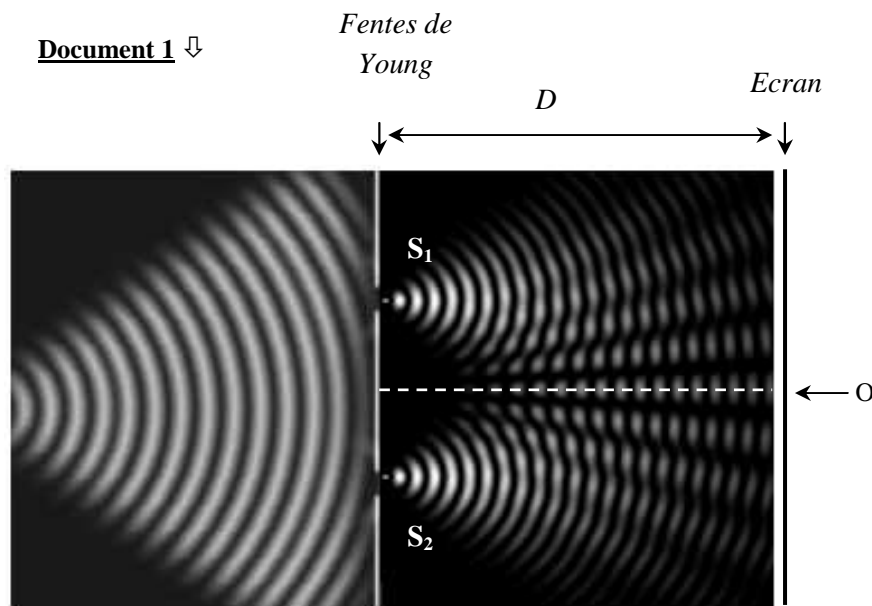 Document 1 ⇩
Fentes de
Young
Ecran
D
S₁
O
S₂